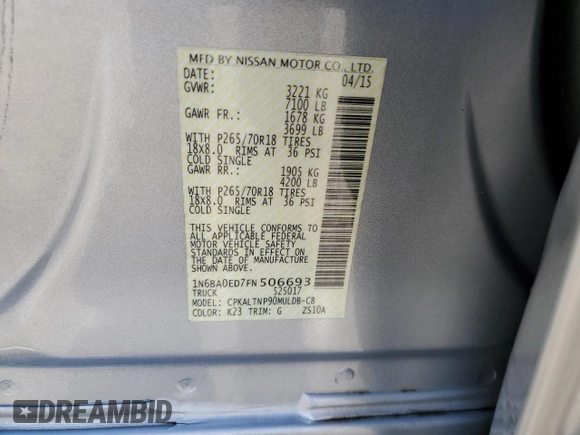 MFD BY NISSAN MOTOR CO., LTD.
DATE: 04/15
GVWR: 3221 KG
7100 LB
GAWR FR.: 1678 KG
3699 LB
WITH P265/70R18 TIRES
18X8.0 RIMS AT 36 PSI
COLD SINGLE
GAWR RR.: 1905 KG
4200 LB
WITH P265/70R18 TIRES
18X8.0 RIMS AT 36 PSI
COLD SINGLE
THIS VEHICLE CONFORMS TO
ALL APPLICABLE FEDERAL
MOTOR VEHICLE SAFETY
STANDARDS IN EFFECT ON
THE DATE OF MANUFACTURE
SHOWN ABOVE.
1N6BA0ED7FN506693
TRUCK S25017
MODEL: CPKALTNP90MULDB-CB
COLOR: K23 TRIM: G ZS10A
DREAMBID